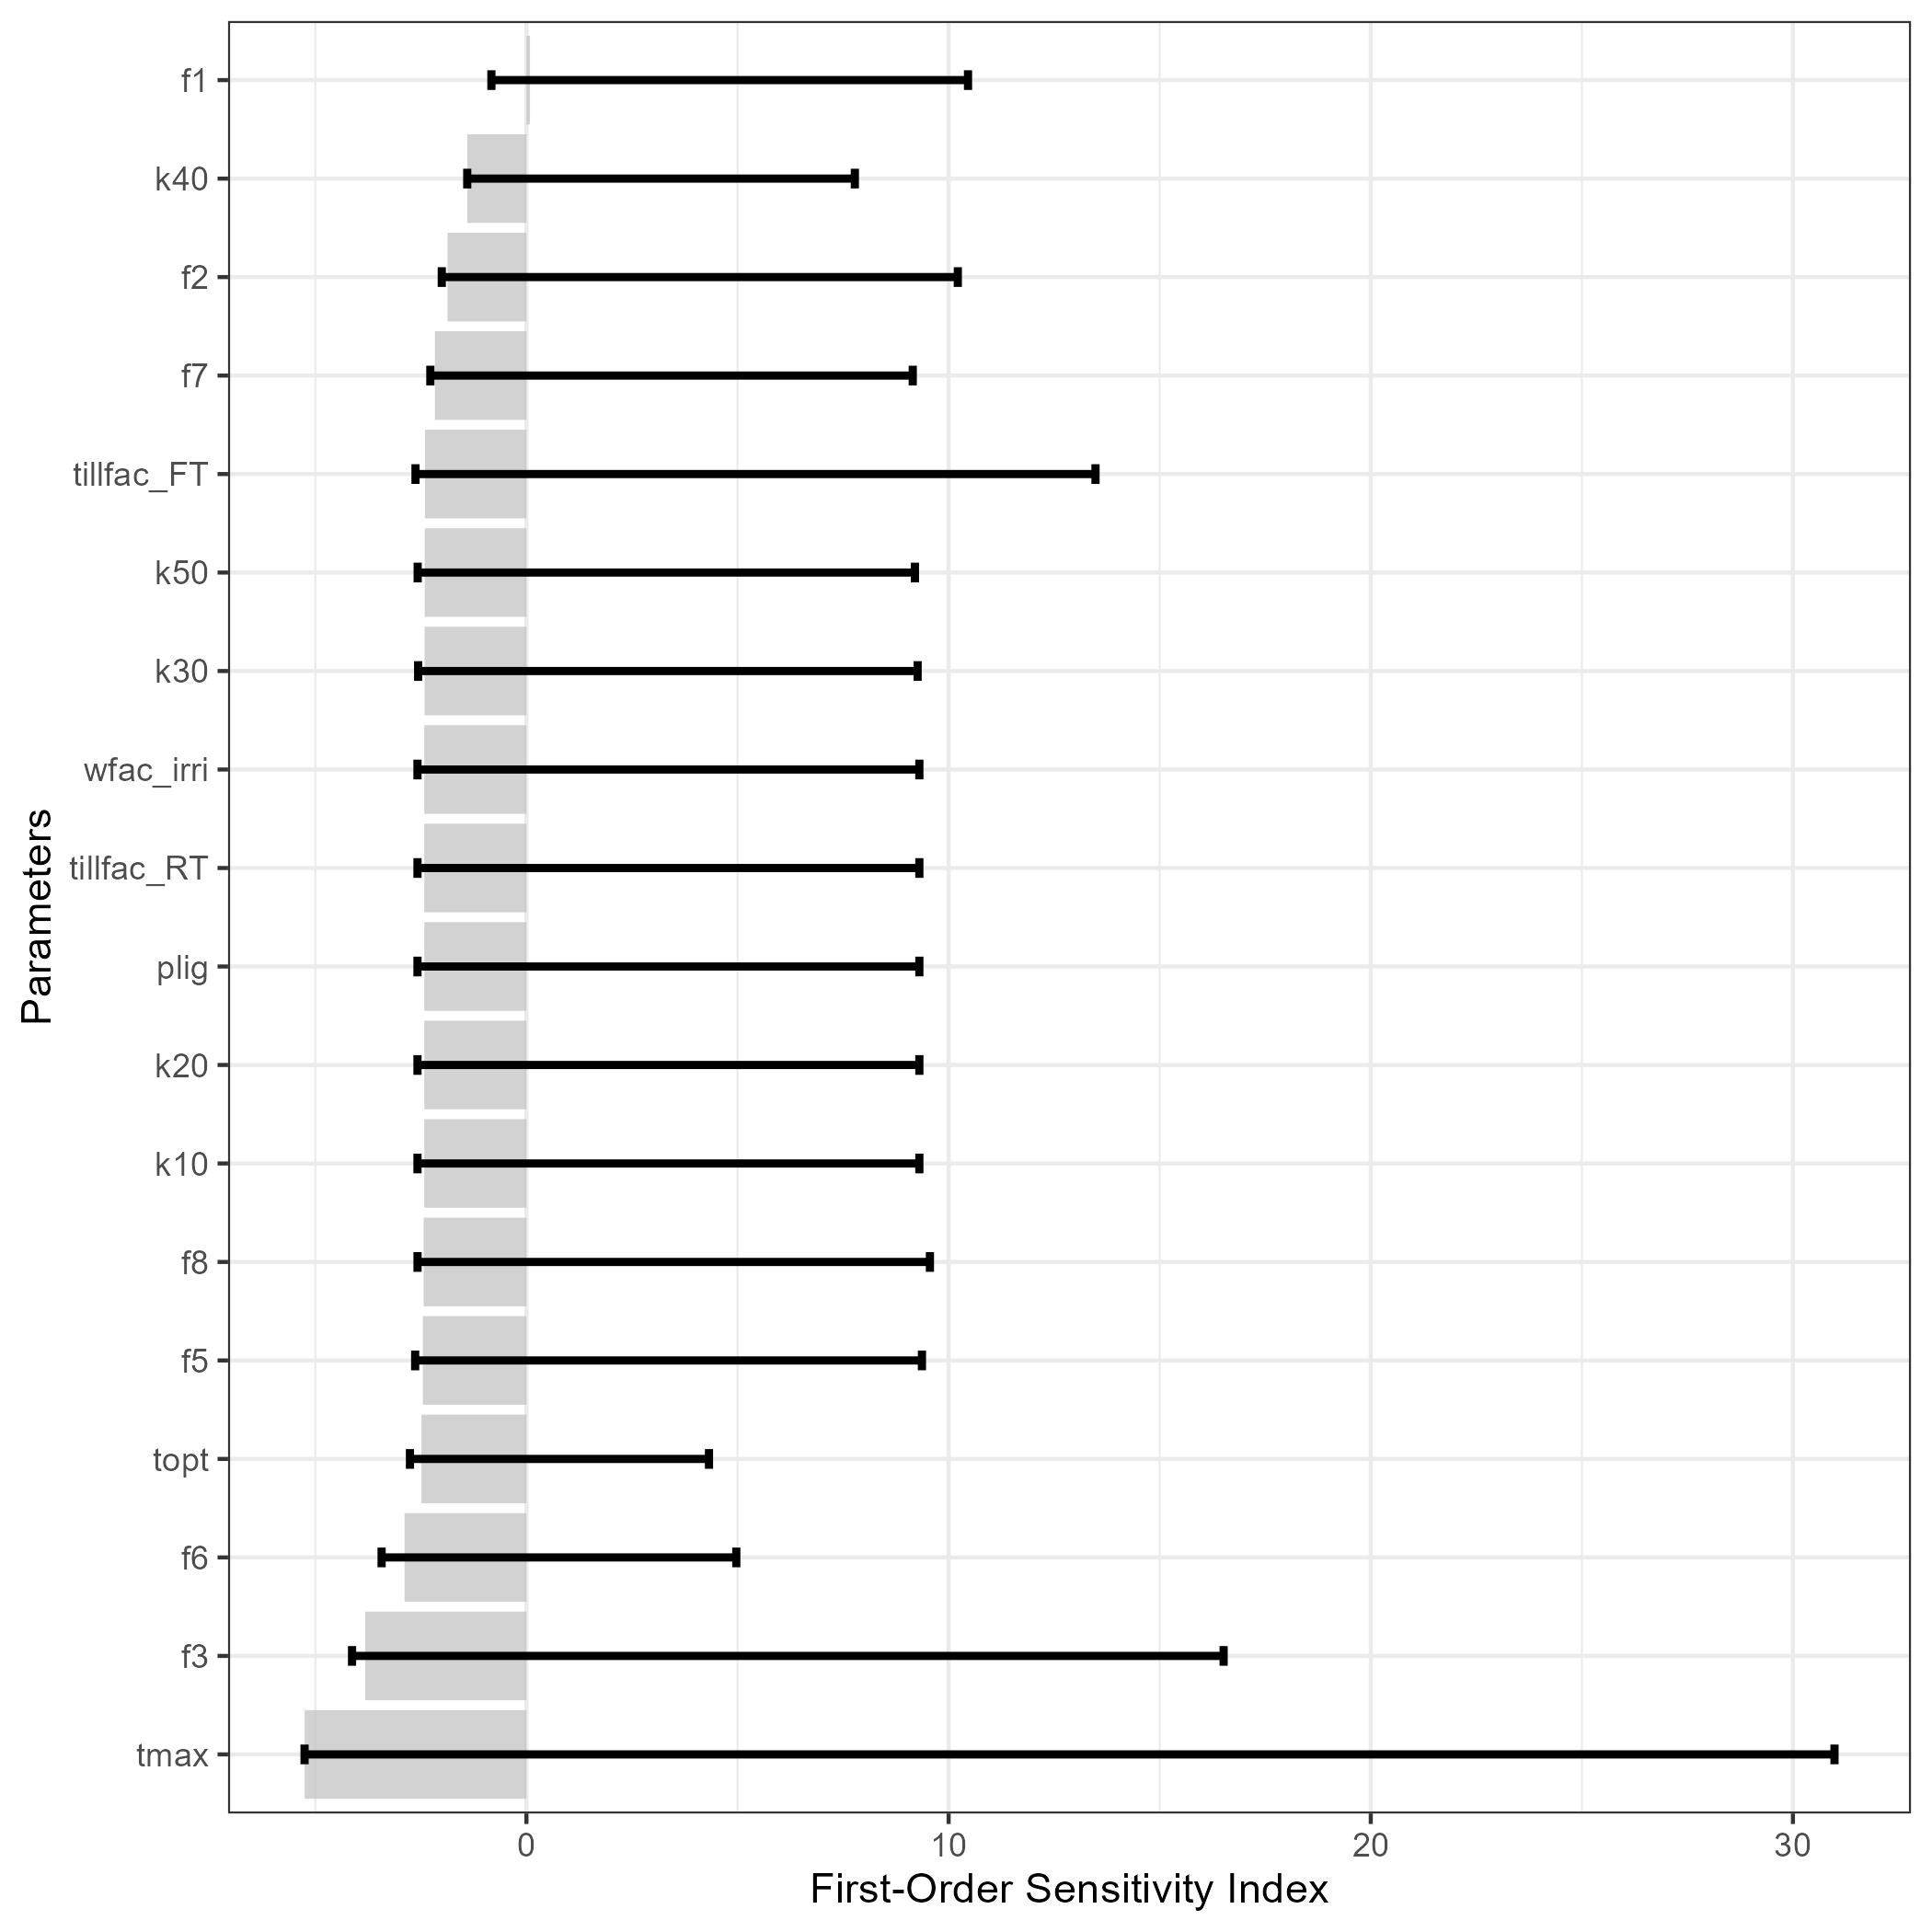 Parameters
f1
k40
f2
f7
tillfac_FT
k50
k30
wfac_irri
tillfac_RT
plig
k20
k10
f8
f5
topt
f6
f3
tmax
0 10 20 30
First-Order Sensitivity Index